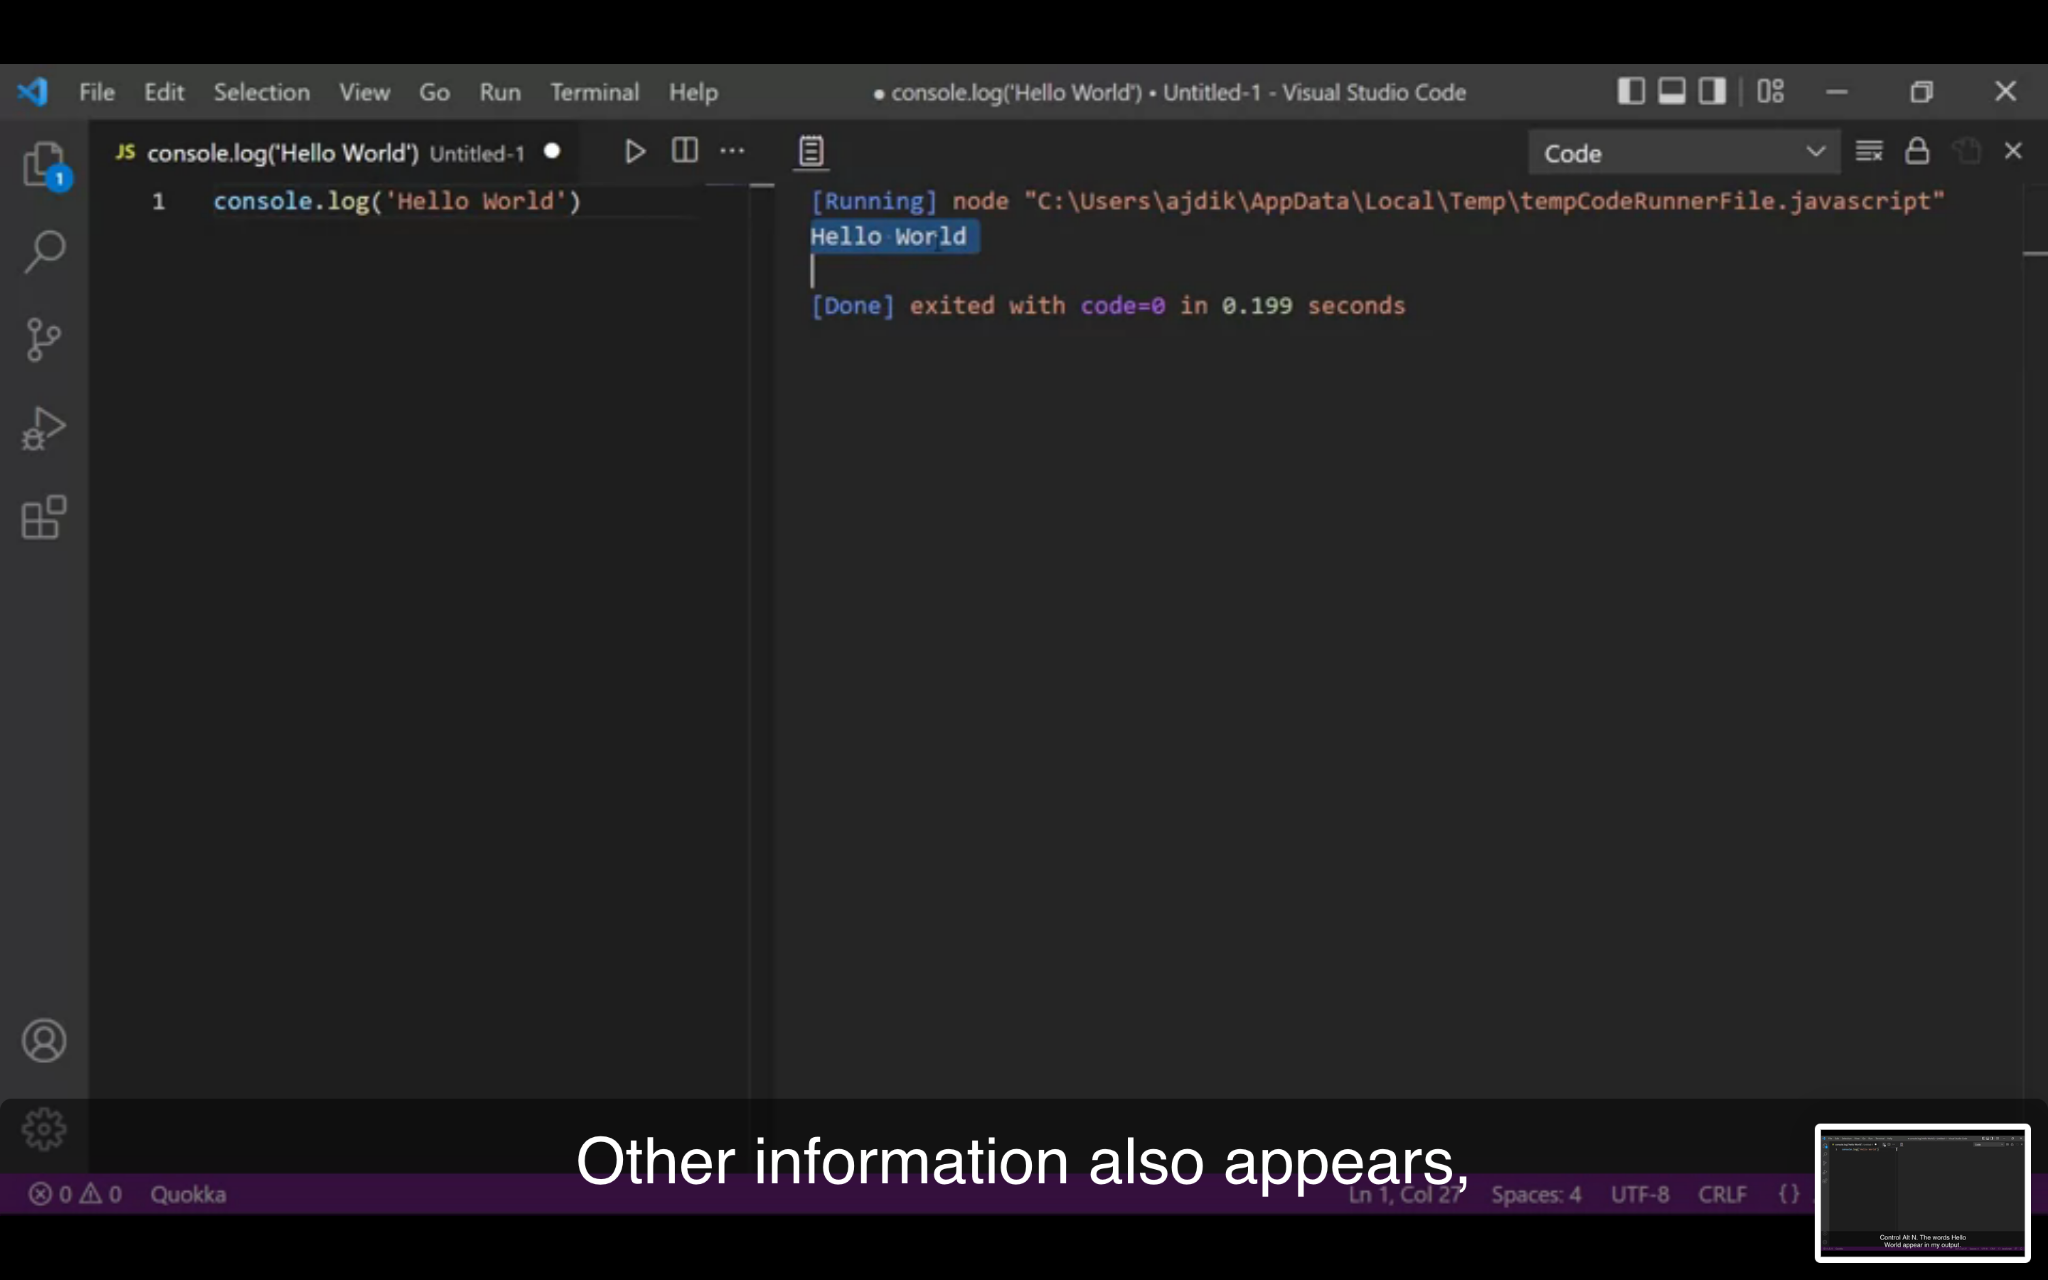 File Edit Selection View Go Run Terminal Help ● console.log('Hello World') • Untitled-1 - Visual Studio Code
JS console.log('Hello World') Untitled-1 ●
Code
1
1 console.log('Hello World')
[Running] node "C:\Users\ajdik\AppData\Local\Temp\tempCodeRunnerFile.javascript"
Hello World
[Done] exited with code=0 in 0.199 seconds
Other information also appears,
0 0 Quokka Ln 1, Col 27 Spaces: 4 UTF-8 CRLF {}
Control Alt N. The words Hello
World appear in my output.